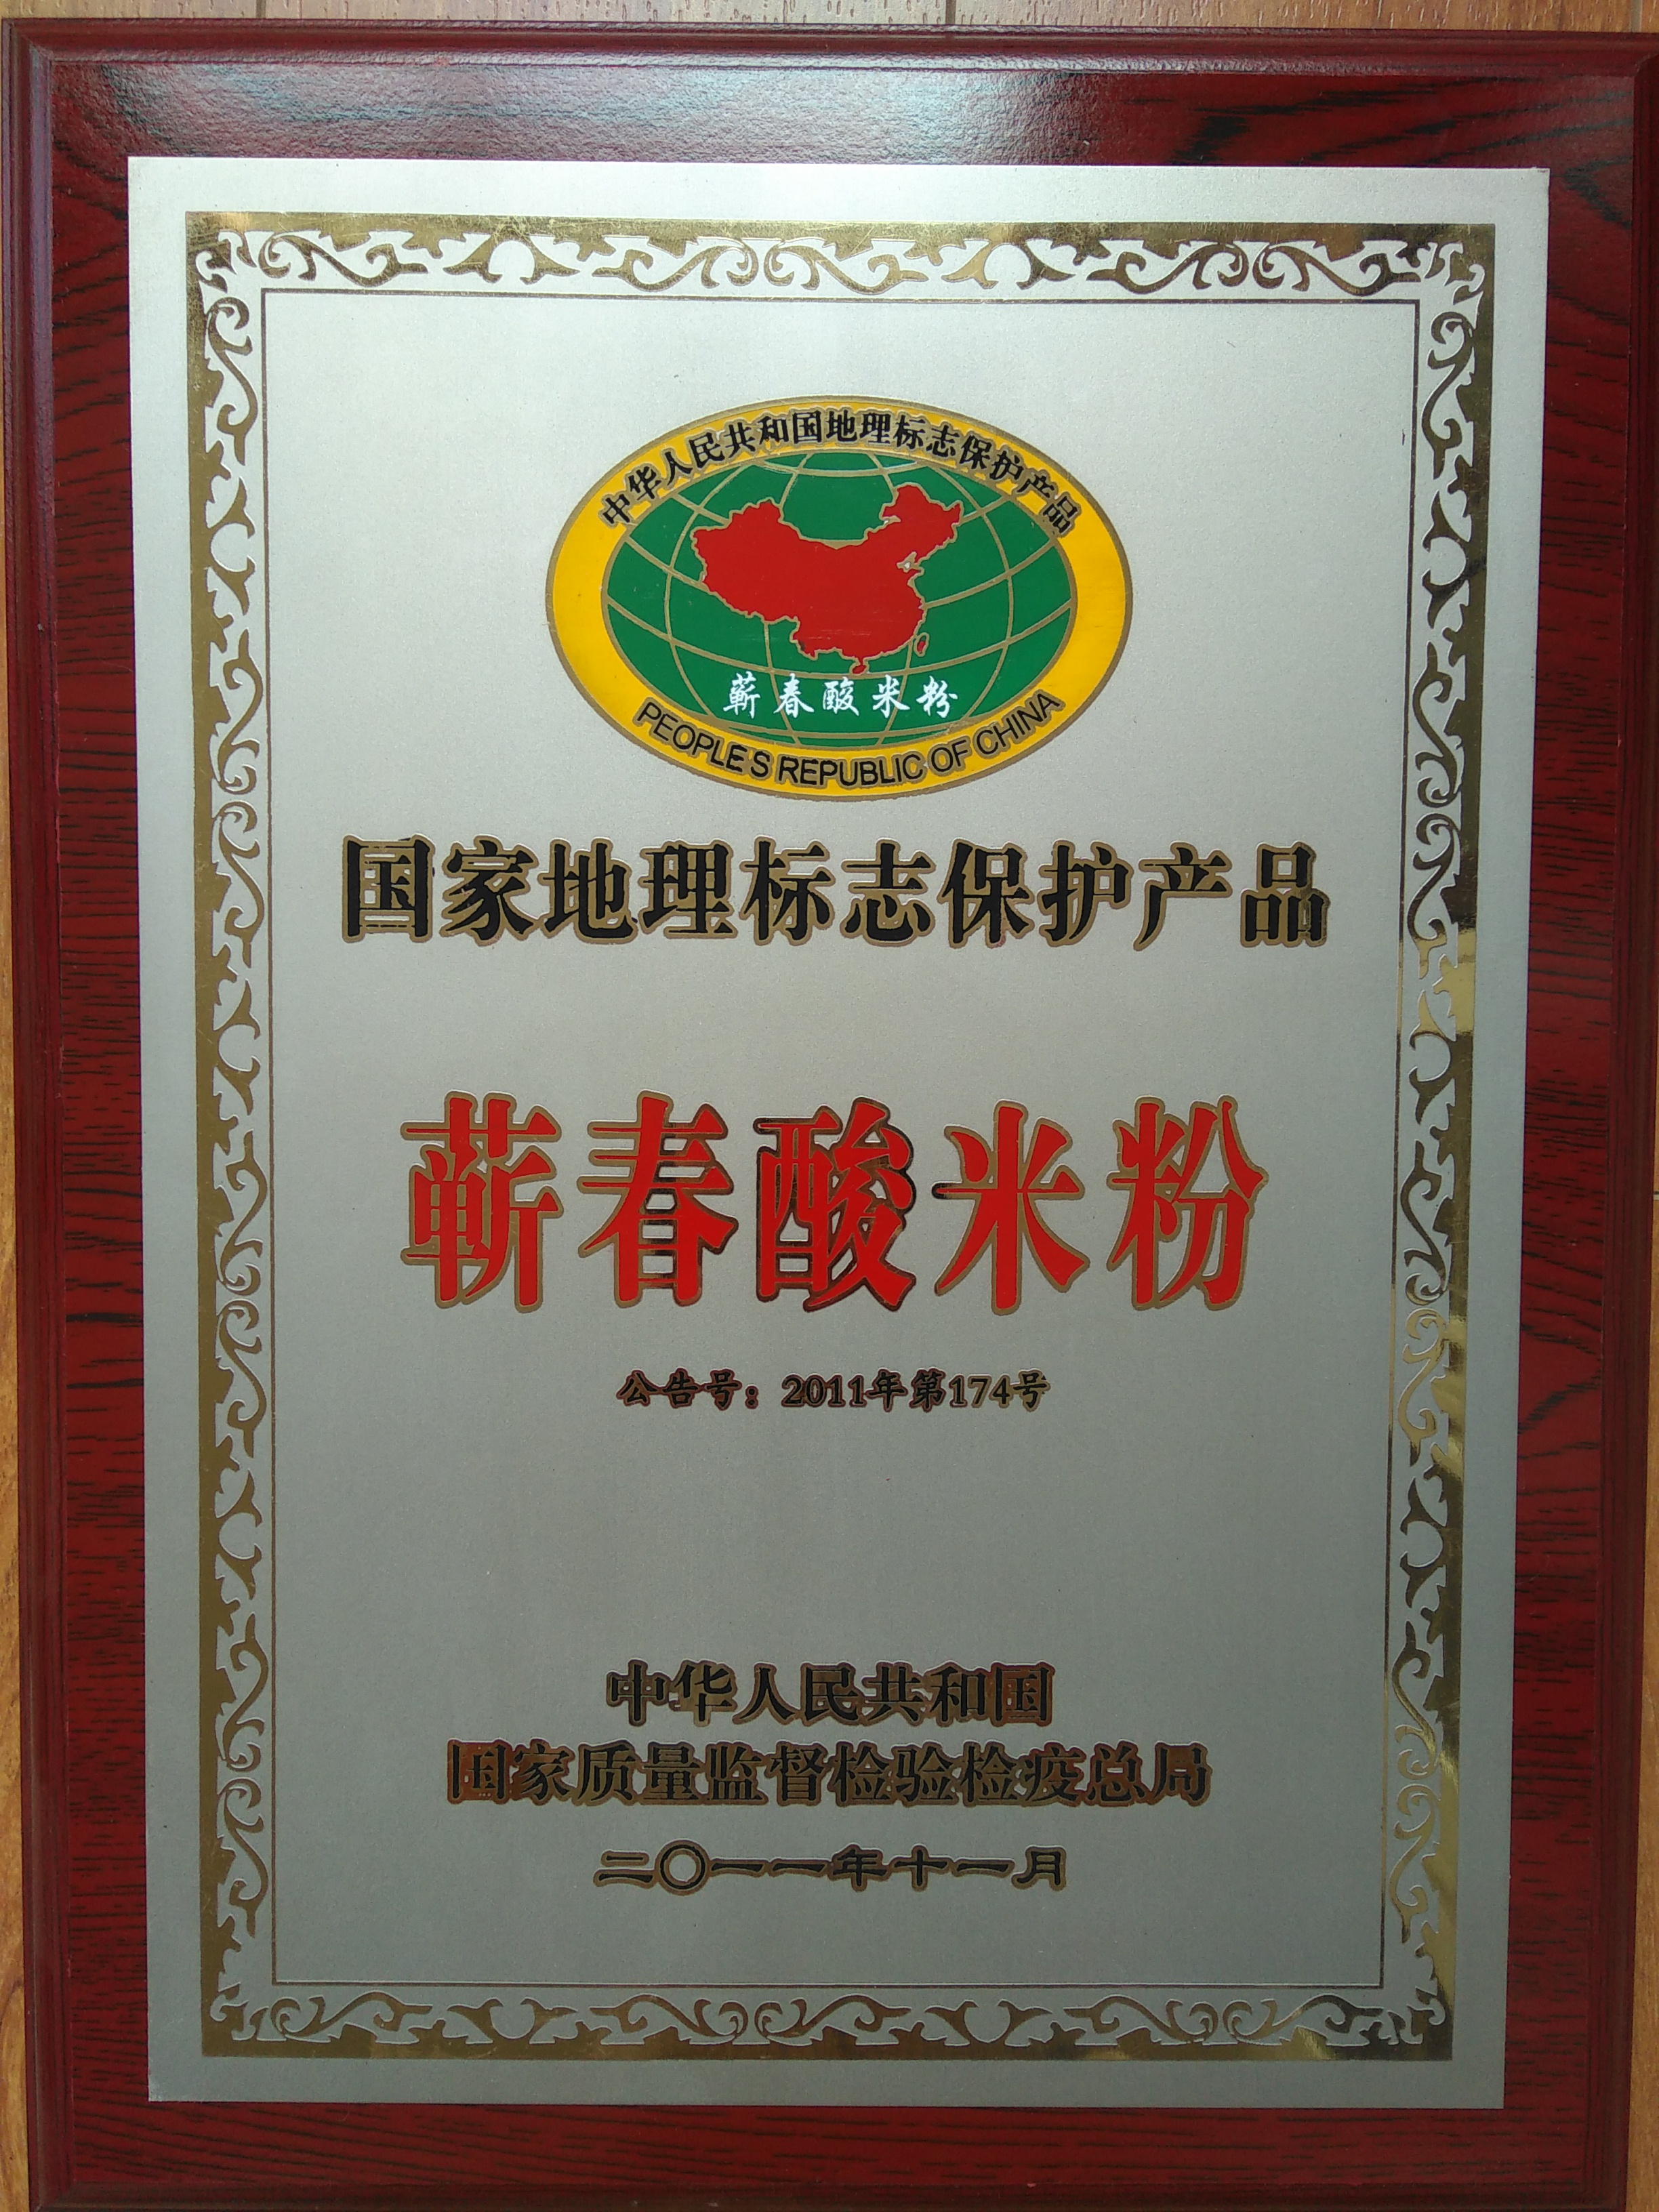 中华人民共和国地理标志保护产品
蕲春酸米粉
PEOPLE'S REPUBLIC OF CHINA
国家地理标志保护产品
蕲春酸米粉
公告号：2011年第174号
中华人民共和国
国家质量监督检验检疫总局
二〇一一年十一月